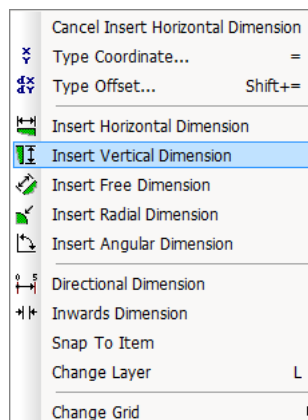 Cancel Insert Horizontal Dimension
Type Coordinate... =
Type Offset... Shift+=
Insert Horizontal Dimension
Insert Vertical Dimension
Insert Free Dimension
Insert Radial Dimension
Insert Angular Dimension
Directional Dimension
Inwards Dimension
Snap To Item
Change Layer L
Change Grid